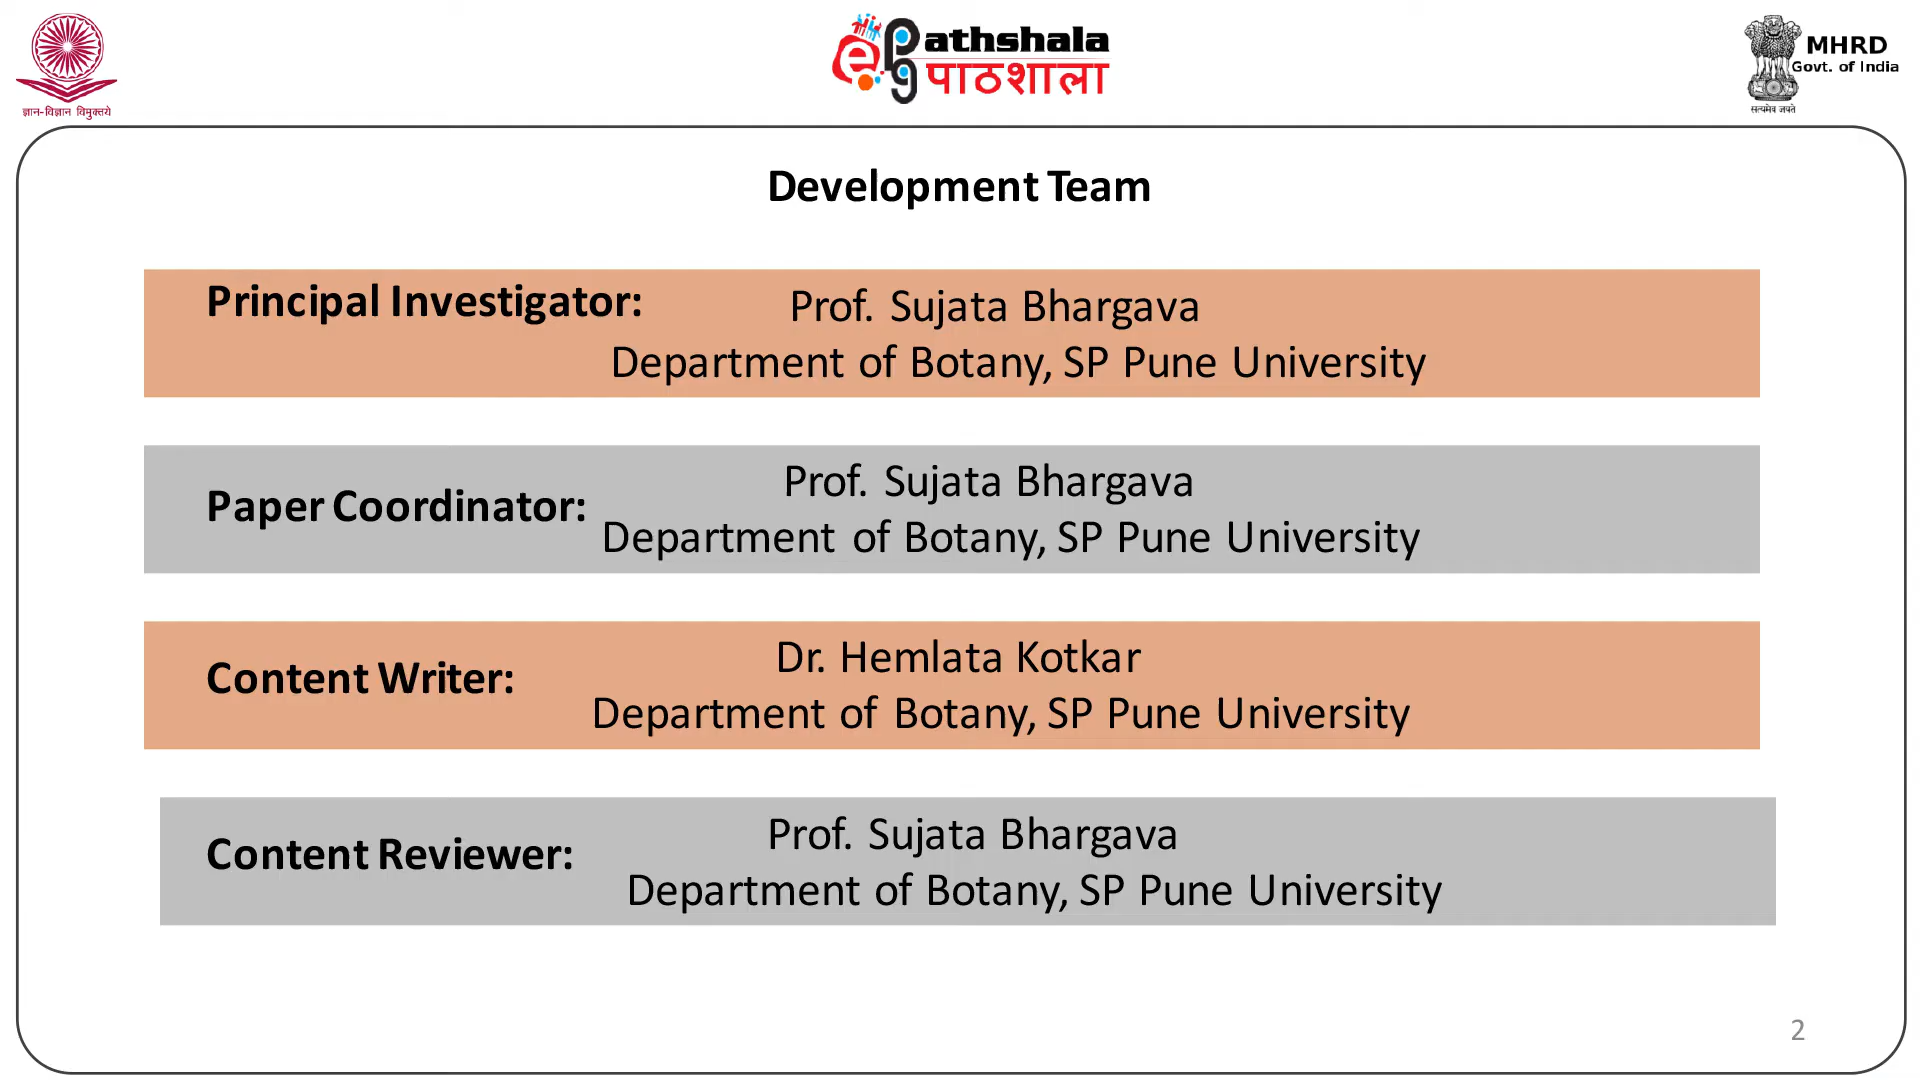 ज्ञान-विज्ञान विमुक्तये
epg Pathshala
पाठशाला
MHRD
Govt. of India
सत्यमेव जयते
Development Team
Principal Investigator: Prof. Sujata Bhargava
Department of Botany, SP Pune University
Prof. Sujata Bhargava
Paper Coordinator:
Department of Botany, SP Pune University
Dr. Hemlata Kotkar
Content Writer:
Department of Botany, SP Pune University
Prof. Sujata Bhargava
Content Reviewer:
Department of Botany, SP Pune University
2